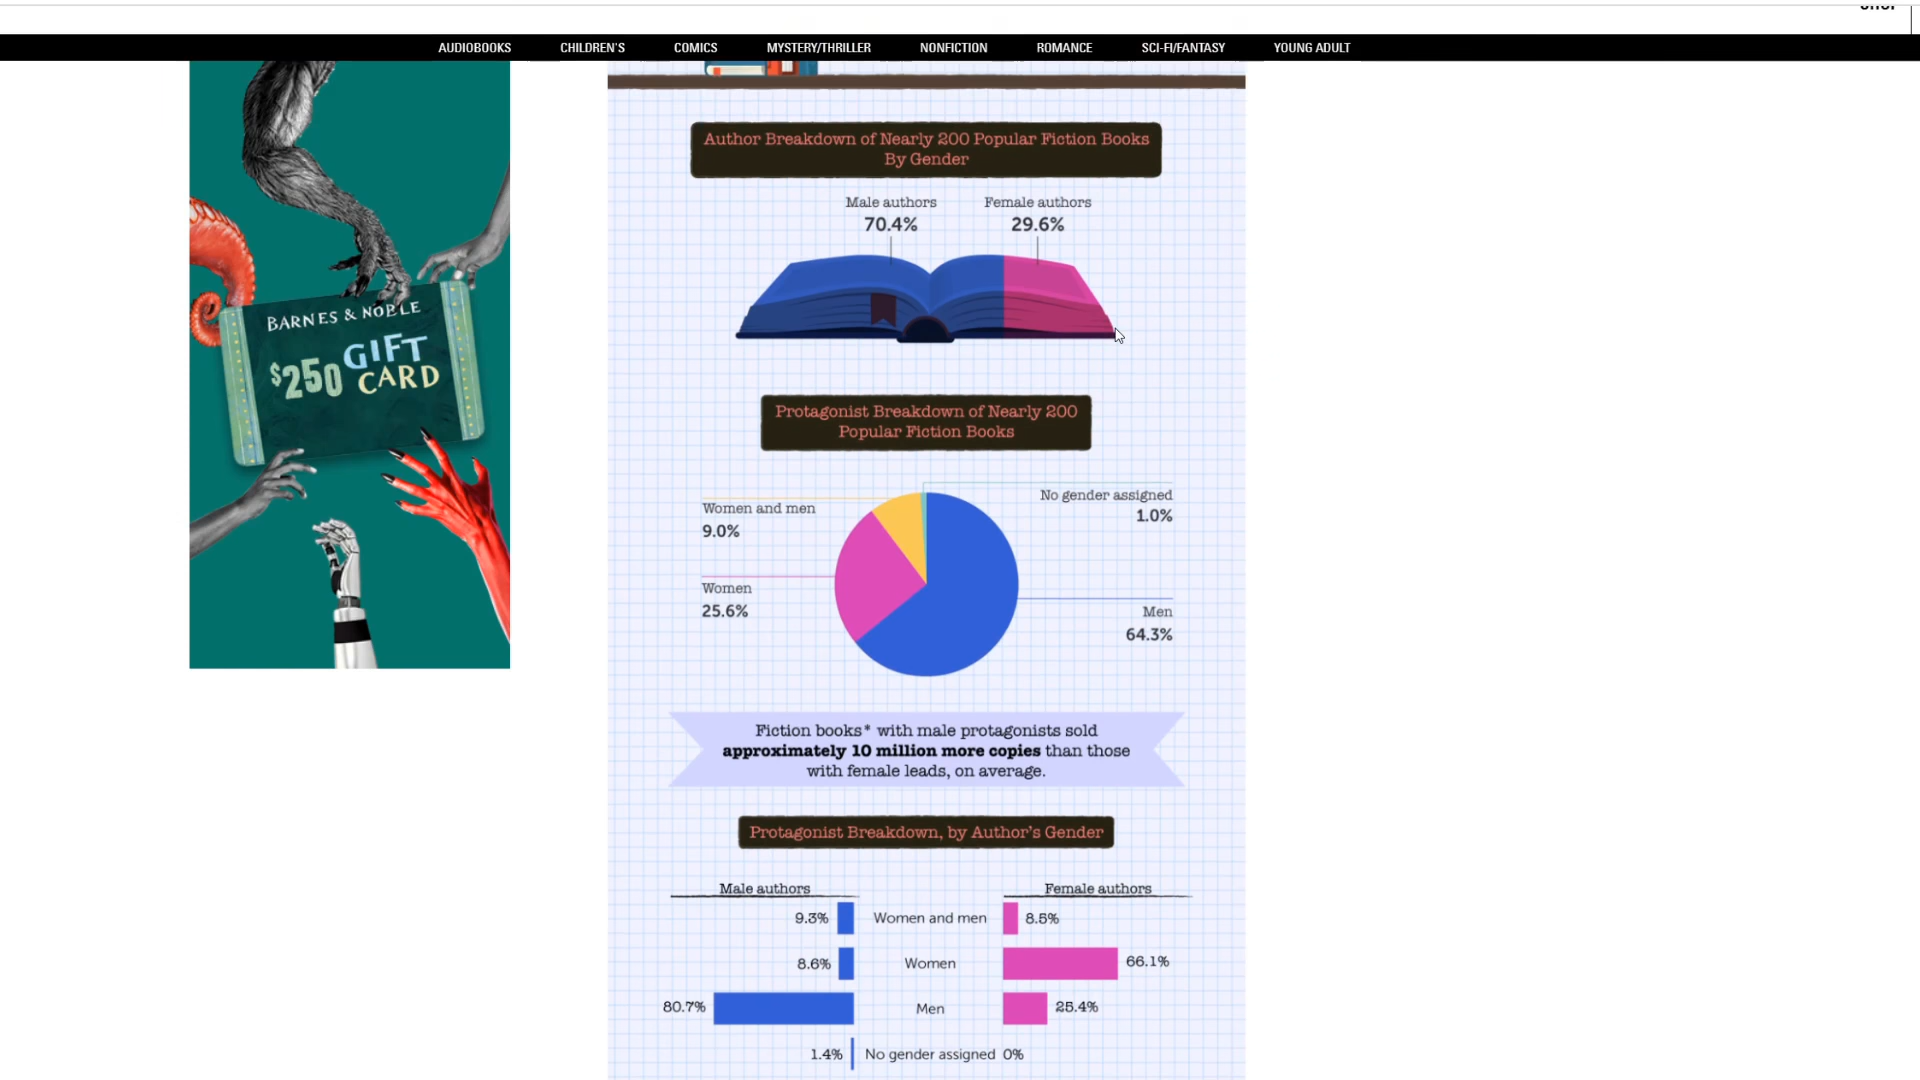 AUDIOBOOKS CHILDREN'S COMICS MYSTERY/THRILLER NONFICTION ROMANCE SCI-FI/FANTASY YOUNG ADULT
BARNES & NOBLE
$250 GIFT
CARD
Author Breakdown of Nearly 200 Popular Fiction Books
By Gender
Male authors Female authors
70.4% 29.6%
Protagonist Breakdown of Nearly 200
Popular Fiction Books
No gender assigned
1.0%
Women and men
9.0%
Women
25.6%
Men
64.3%
Fiction books* with male protagonists sold
approximately 10 million more copies than those
with female leads, on average.
Protagonist Breakdown, by Author's Gender
Male authors Female authors
9.3% Women and men 8.5%
8.6% Women 66.1%
80.7% Men 25.4%
1.4% No gender assigned 0%